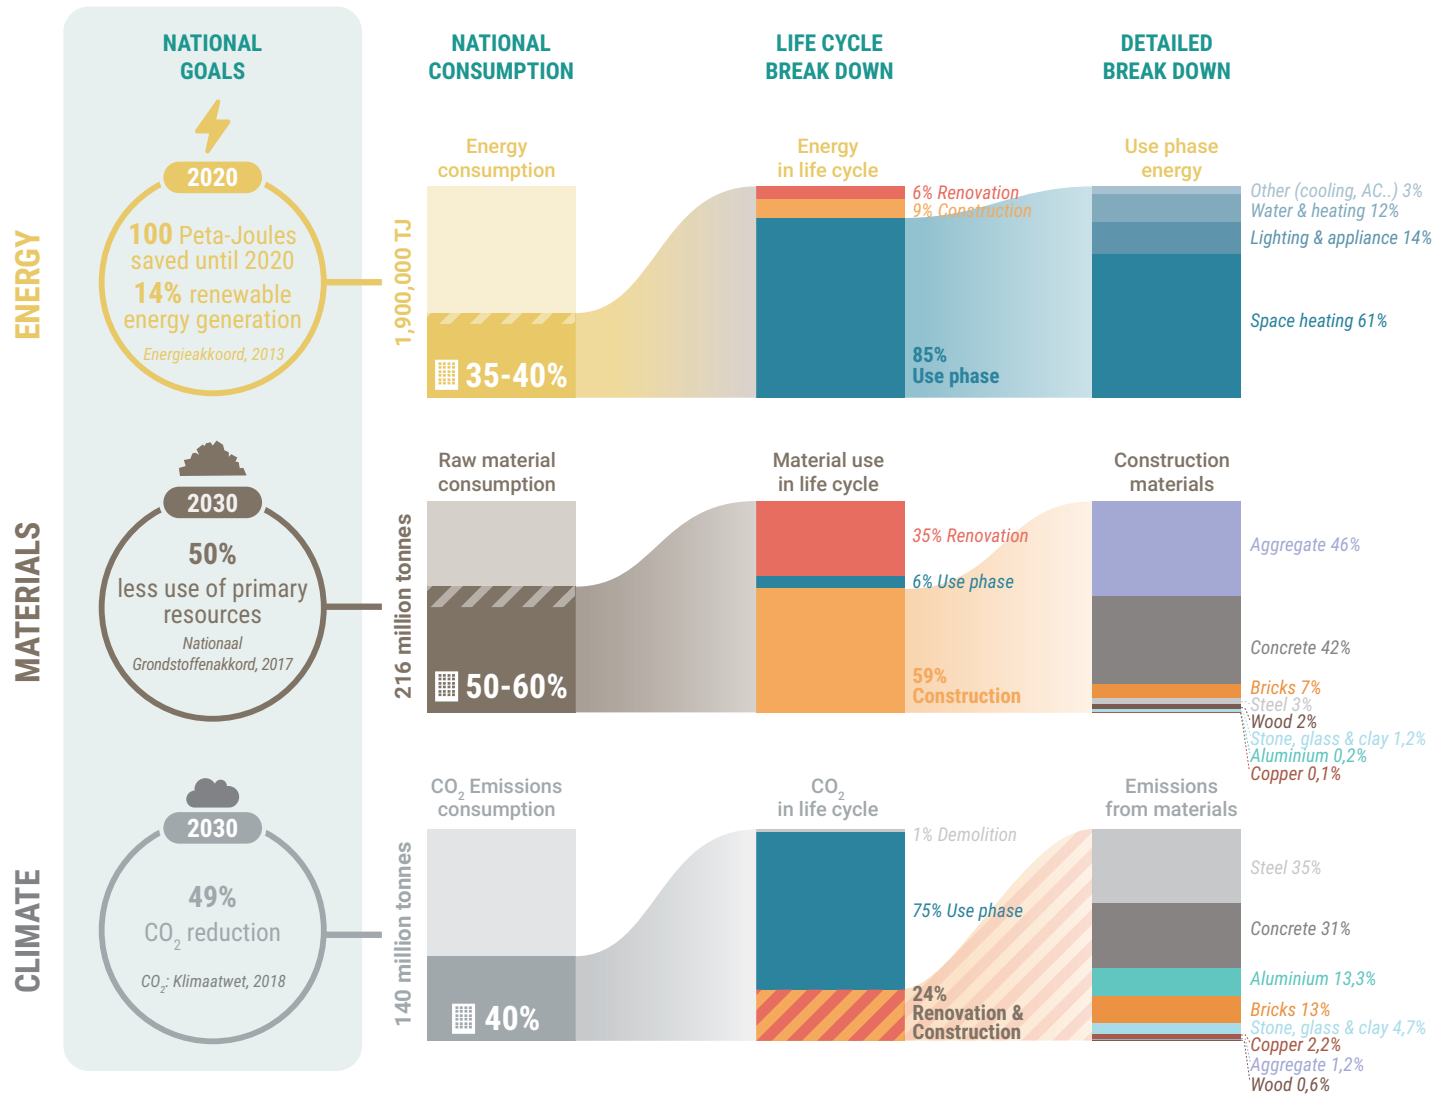 NATIONAL
GOALS
NATIONAL
CONSUMPTION
LIFE CYCLE
BREAK DOWN
DETAILED
BREAK DOWN
ENERGY
2020
100 Peta-Joules
saved until 2020
14% renewable
energy generation
Energieakkoord, 2013
1,900,000 TJ
Energy
consumption
35-40%
Energy
in life cycle
6% Renovation
9% Construction
85%
Use phase
Use phase
energy
Other (cooling, AC..) 3%
Water & heating 12%
Lighting & appliance 14%
Space heating 61%
MATERIALS
2030
50%
less use of primary
resources
Nationaal
Grondstoffenakkord, 2017
216 million tonnes
Raw material
consumption
50-60%
Material use
in life cycle
35% Renovation
6% Use phase
59%
Construction
Construction
materials
Aggregate 46%
Concrete 42%
Bricks 7%
Steel 3%
Wood 2%
Stone, glass & clay 1,2%
Aluminium 0,2%
Copper 0,1%
CLIMATE
2030
49%
CO2 reduction
CO2: Klimaatwet, 2018
140 million tonnes
CO2 Emissions
consumption
40%
CO2
in life cycle
1% Demolition
75% Use phase
24%
Renovation &
Construction
Emissions
from materials
Steel 35%
Concrete 31%
Aluminium 13,3%
Bricks 13%
Stone, glass & clay 4,7%
Copper 2,2%
Aggregate 1,2%
Wood 0,6%